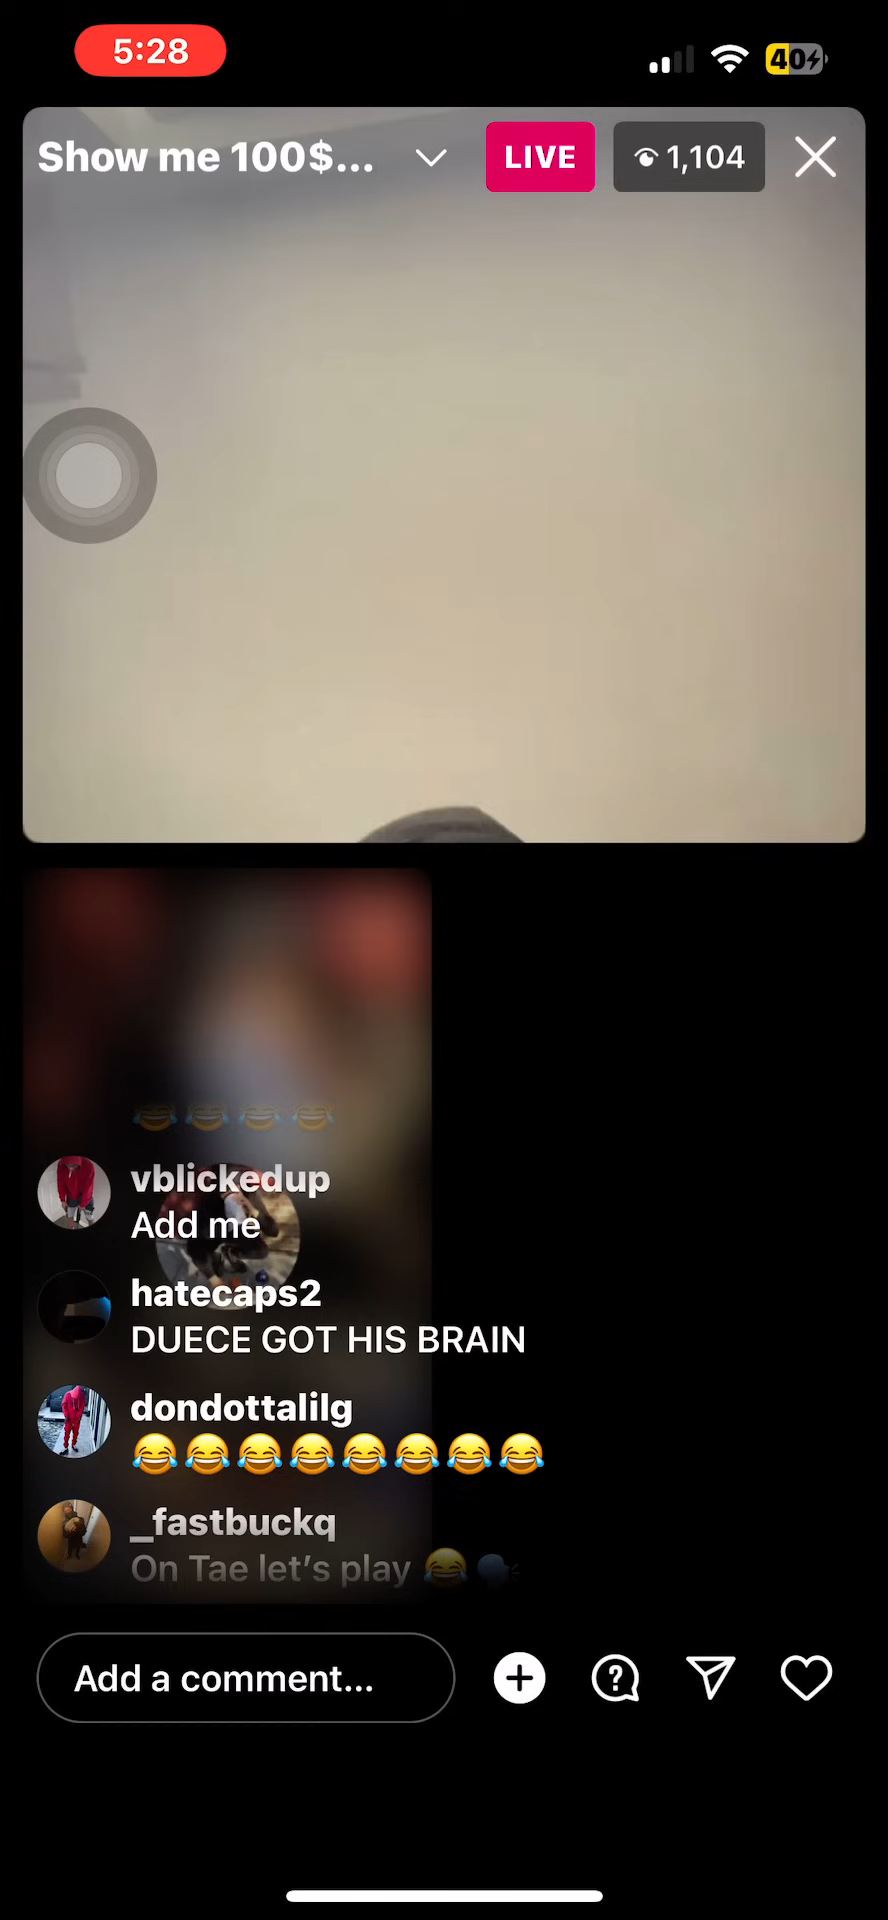 5:28
40
Show me 100$...
LIVE
1,104
😂😂😂😂
vblickedup
Add me
hatecaps2
DUECE GOT HIS BRAIN
dondottalilg
😂😂😂😂😂😂😂😂
_fastbuckq
On Tae let’s play 😂🗣️
Add a comment...